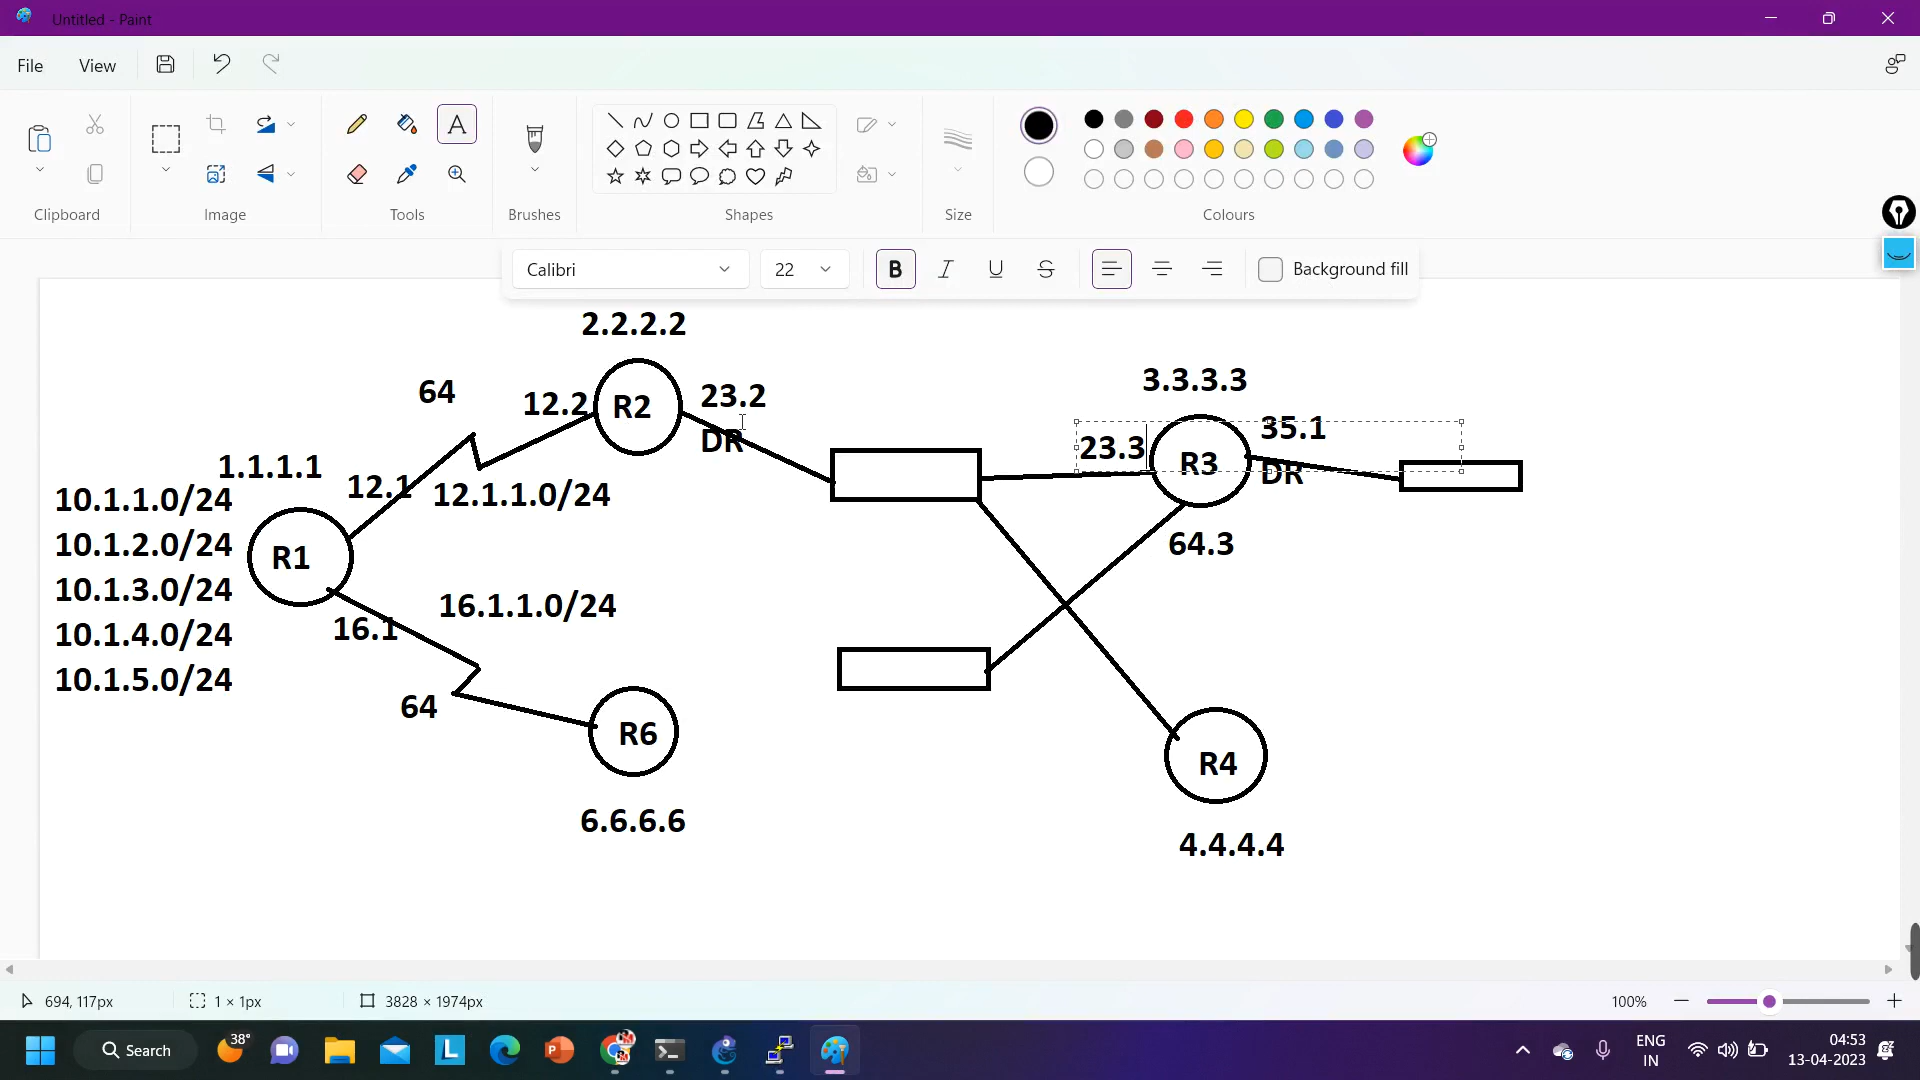 Untitled - Paint
File
View
Clipboard
Image
Tools
Brushes
Shapes
Size
Colours
A
Calibri
22
B
I
U
S
Background fill
2.2.2.2
64
12.2
R2
23.2
DR
3.3.3.3
23.3
R3
35.1
DR
1.1.1.1
12.1
12.1.1.0/24
10.1.1.0/24
10.1.2.0/24
10.1.3.0/24
10.1.4.0/24
10.1.5.0/24
R1
64.3
16.1.1.0/24
16.1
64
R6
R4
6.6.6.6
4.4.4.4
694, 117px
1 × 1px
3828 × 1974px
100%
38°
Search
L
P
ENG
IN
04:53
13-04-2023